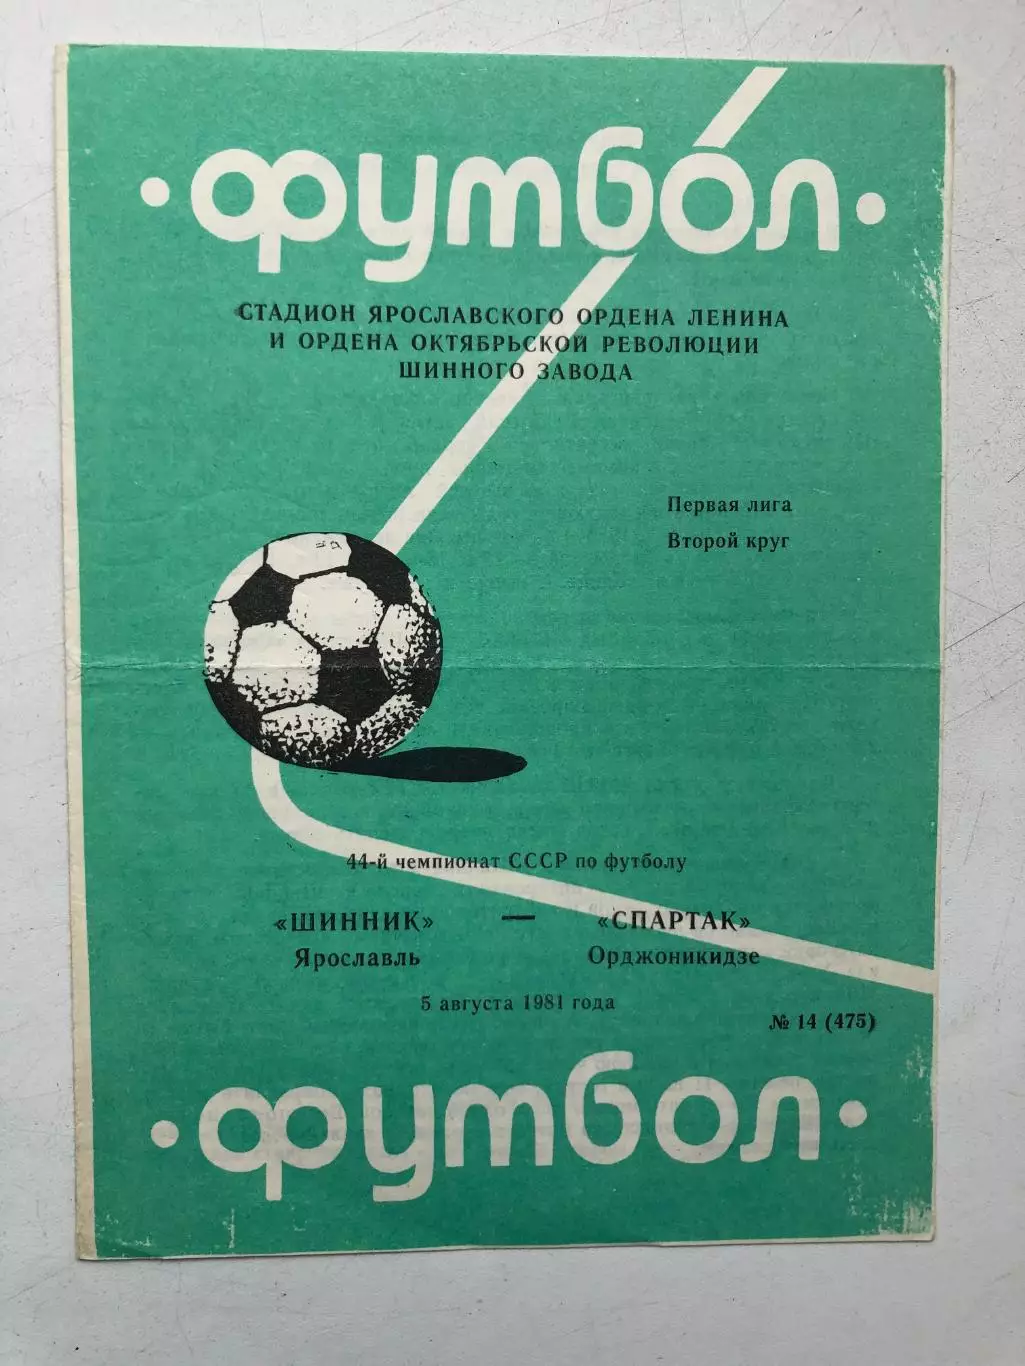 •футбол•
СТАДИОН ЯРОСЛАВСКОГО ОРДЕНА ЛЕНИНА
И ОРДЕНА ОКТЯБРЬСКОЙ РЕВОЛЮЦИИ
ШИННОГО ЗАВОДА
Первая лига
Второй круг
44-й чемпионат СССР по футболу
«ШИННИК» — «СПАРТАК»
Ярославль Орджоникидзе
5 августа 1981 года
№ 14 (475)
•футбол•